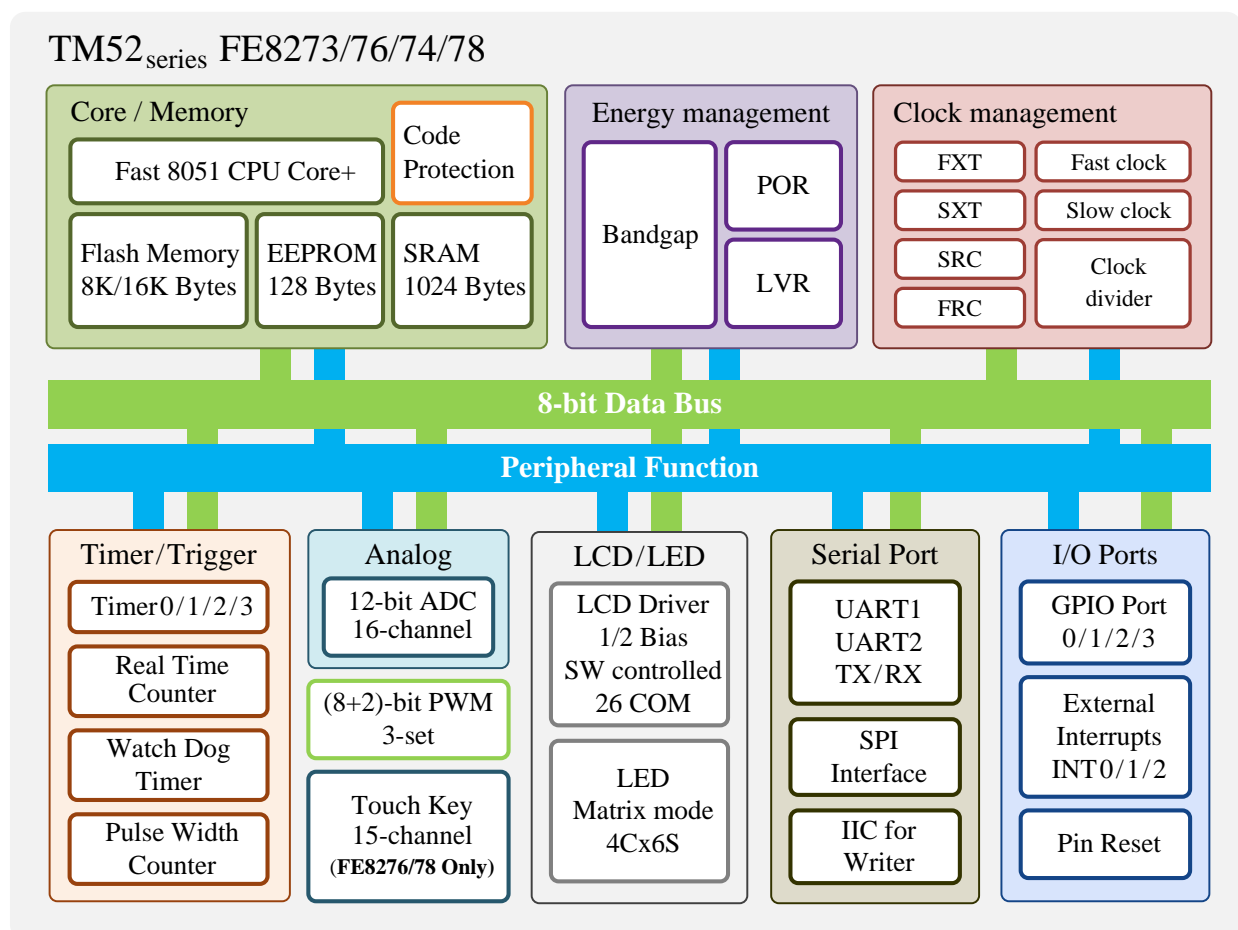 TM52series FE8273/76/74/78
Core / Memory
Fast 8051 CPU Core+
Code
Protection
Flash Memory
8K/16K Bytes
EEPROM
128 Bytes
SRAM
1024 Bytes
Energy management
Bandgap
POR
LVR
Clock management
FXT
SXT
SRC
FRC
Fast clock
Slow clock
Clock
divider
8-bit Data Bus
Peripheral Function
Timer/Trigger
Timer0/1/2/3
Real Time
Counter
Watch Dog
Timer
Pulse Width
Counter
Analog
12-bit ADC
16-channel
(8+2)-bit PWM
3-set
Touch Key
15-channel
(FE8276/78 Only)
LCD/LED
LCD Driver
1/2 Bias
SW controlled
26 COM
LED
Matrix mode
4Cx6S
Serial Port
UART1
UART2
TX/RX
SPI
Interface
IIC for
Writer
I/O Ports
GPIO Port
0/1/2/3
External
Interrupts
INT0/1/2
Pin Reset